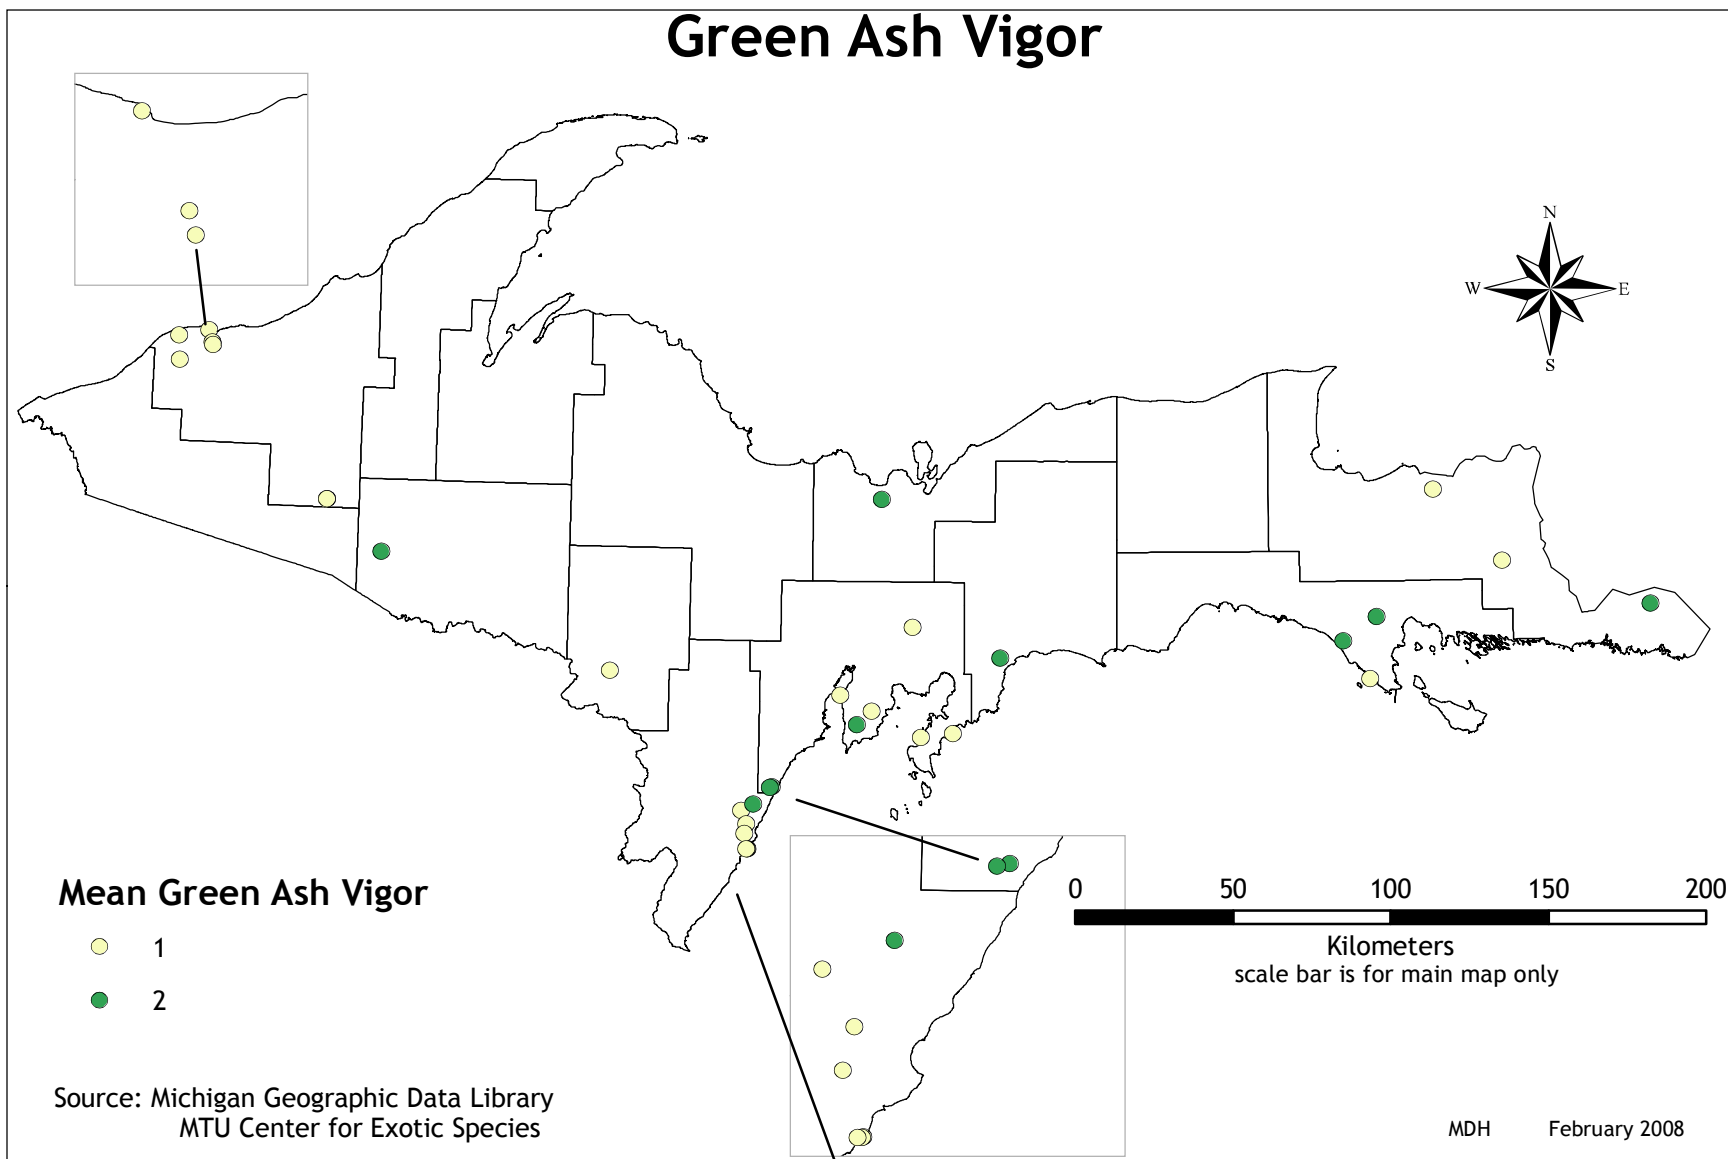 Green Ash Vigor
N
W
E
S
Mean Green Ash Vigor
1
2
0 50 100 150 200
Kilometers
scale bar is for main map only
Source: Michigan Geographic Data Library
MTU Center for Exotic Species
MDH February 2008